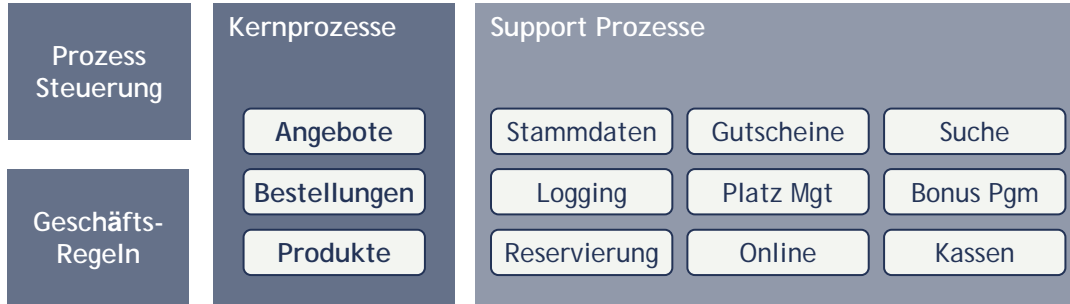 Prozess
Steuerung
Geschäfts-
Regeln
Kernprozesse
Angebote
Bestellungen
Produkte
Support Prozesse
Stammdaten Gutscheine Suche
Logging Platz Mgt Bonus Pgm
Reservierung Online Kassen